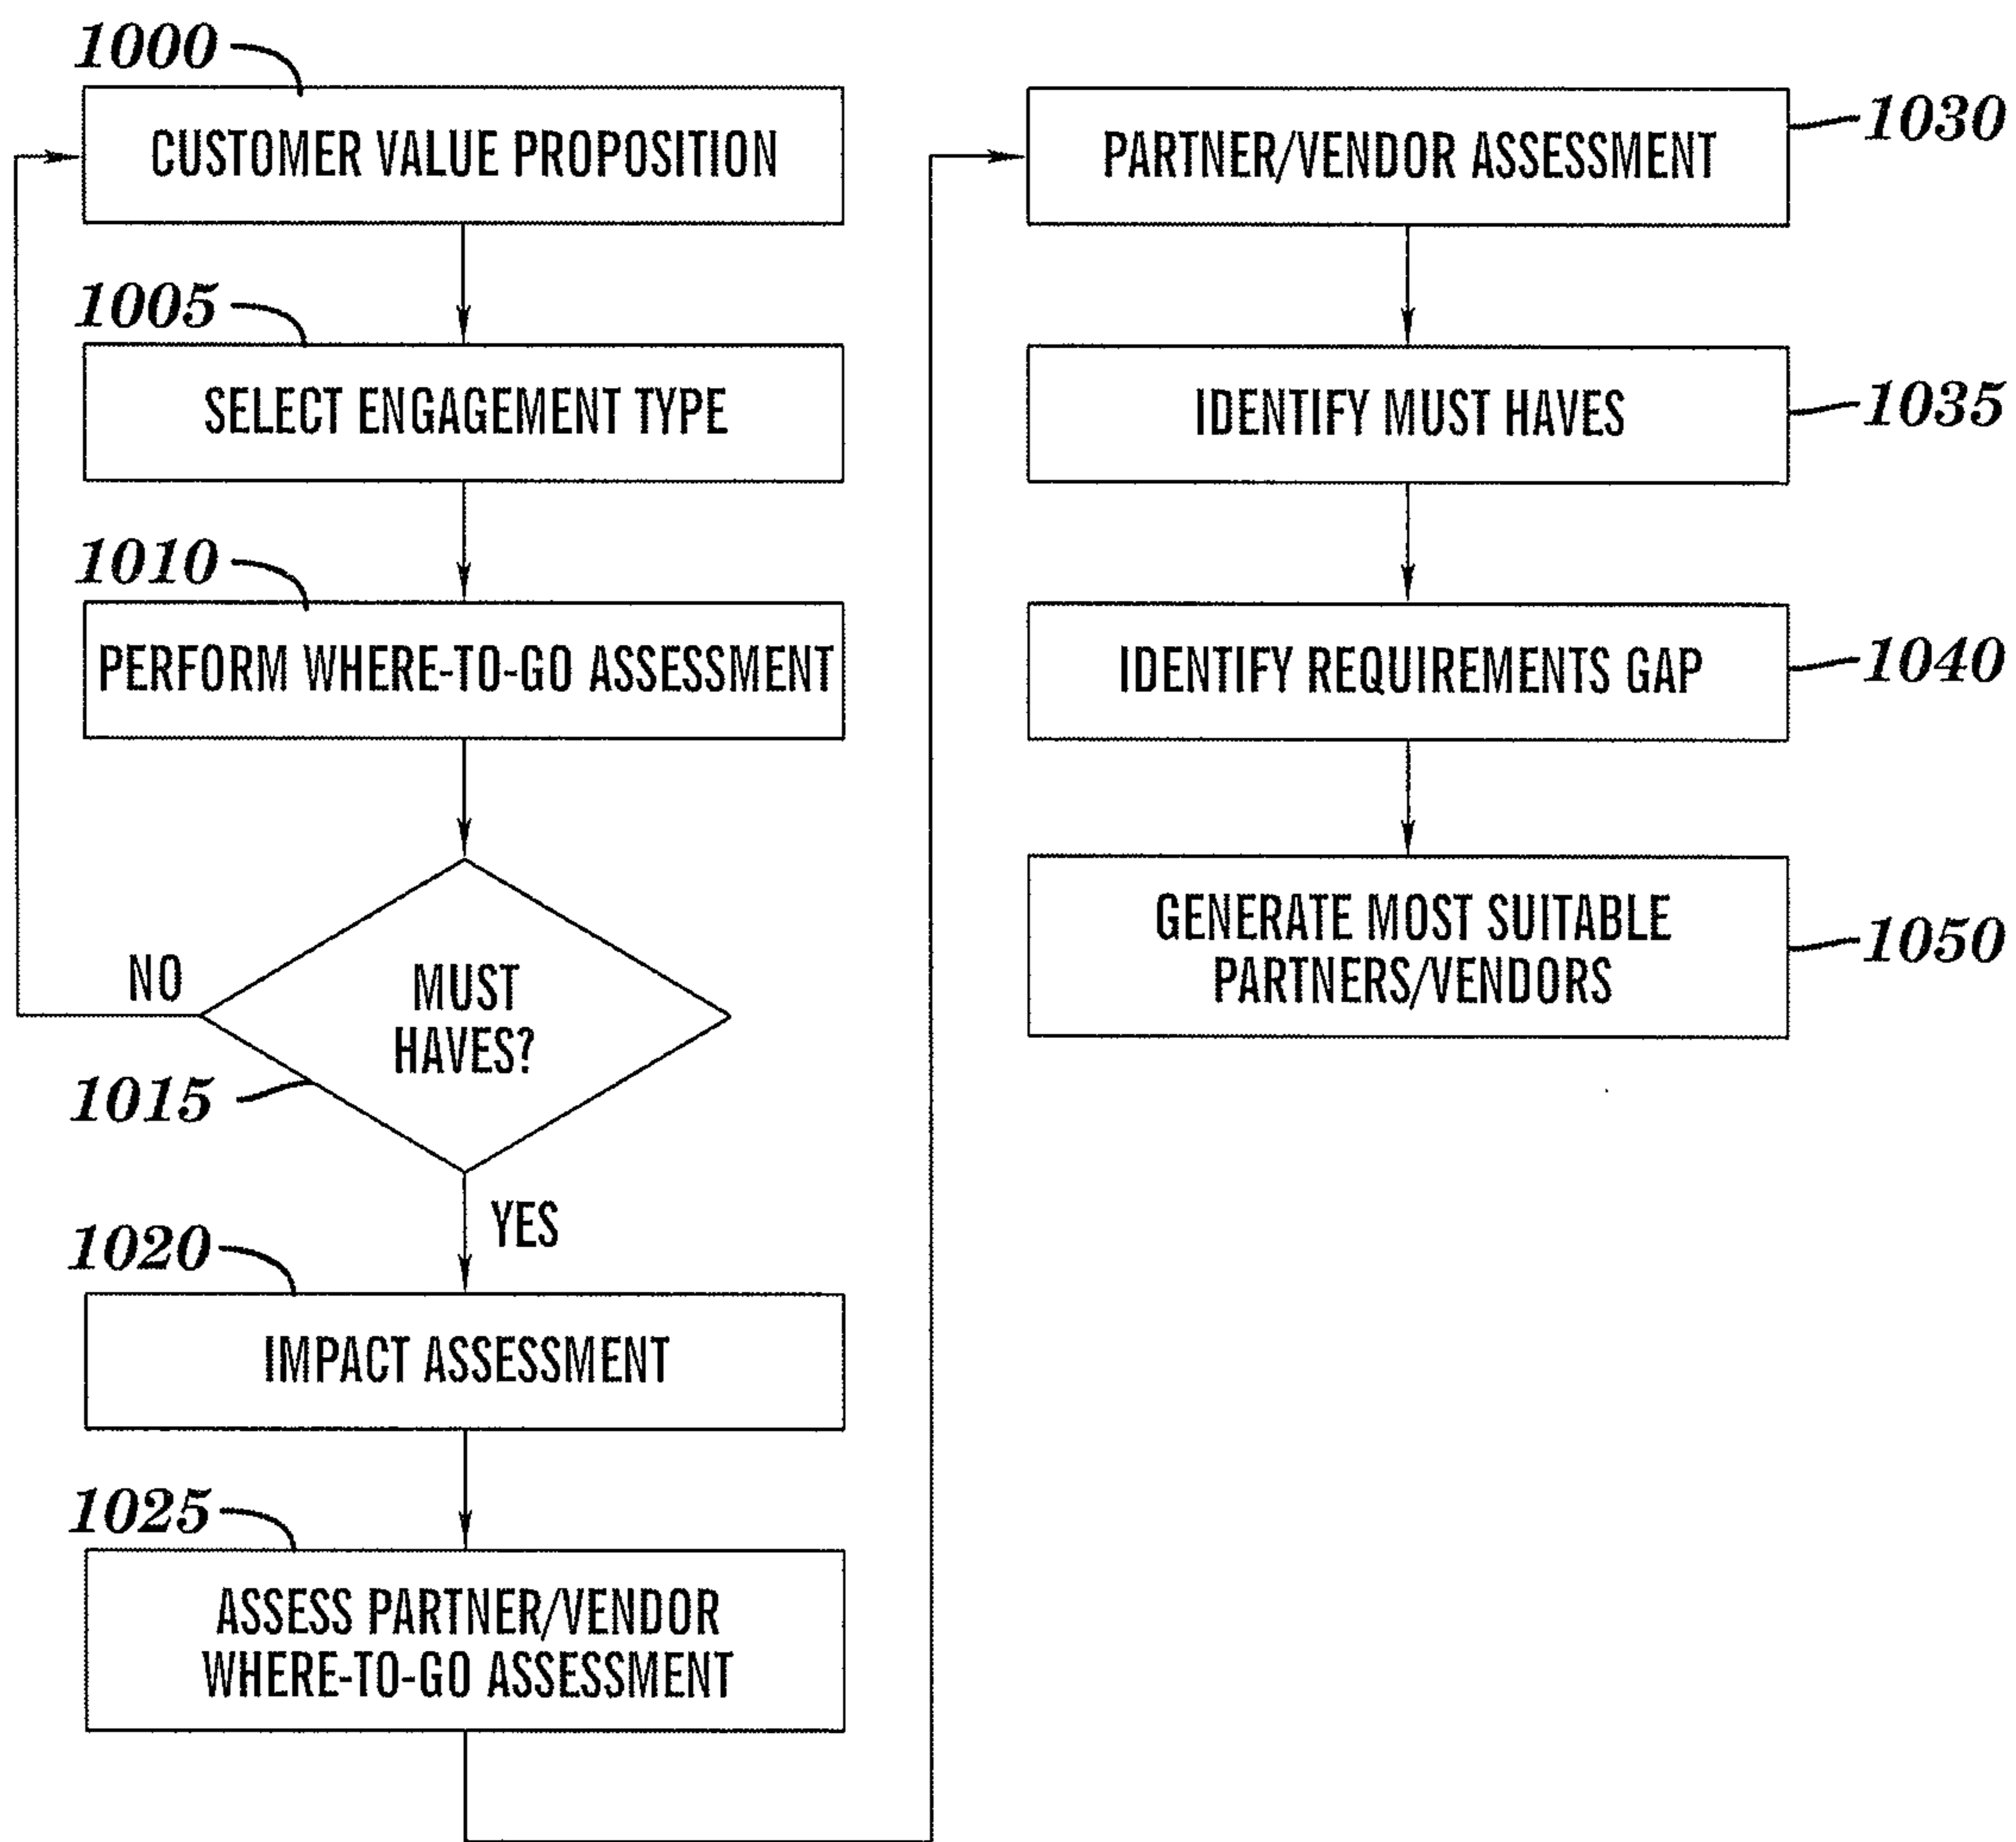 1000
CUSTOMER VALUE PROPOSITION
1005
SELECT ENGAGEMENT TYPE
1010
PERFORM WHERE-TO-GO ASSESSMENT
NO
MUST
HAVES?
1015
YES
1020
IMPACT ASSESSMENT
1025
ASSESS PARTNER/VENDOR
WHERE-TO-GO ASSESSMENT
PARTNER/VENDOR ASSESSMENT
1030
IDENTIFY MUST HAVES
1035
IDENTIFY REQUIREMENTS GAP
1040
GENERATE MOST SUITABLE
PARTNERS/VENDORS
1050